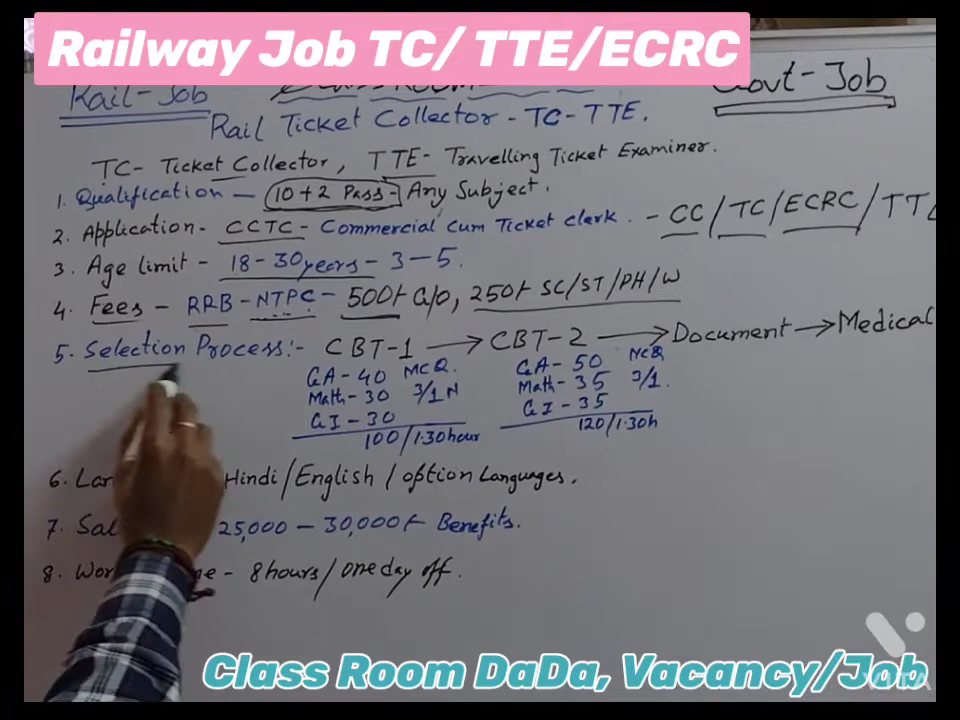 Railway Job TC/ TTE/ECRC
Rail-Job
Govt-Job
Rail Ticket Collector - TC-TTE.
TC- Ticket Collector, TTE- Travelling Ticket Examiner.
1. Qualification - 10+2 Pass- Any Subject.
2. Application - CCTC- Commercial Cum Ticket Clerk. - CC/TC/ECRC/TT
3. Age limit - 18-30 years - 3-5.
4. Fees - RRB-NTPC- 500/- G/O, 250/- SC/ST/PH/W
5. Selection Process:- CBT-1 → CBT-2 → Document → Medical
GA-40 MCQ. GA-50 MCQ
Math-30 3/1 N Math-35 3/1.
GI-30 GI-35
100/1.30hour 120/1.30h
6. Hindi/English/option Languages.
7. 25,000 - 30,000/- Benefits.
8. 8hours/one day off.
Class Room DaDa, Vacancy/Job
VITA